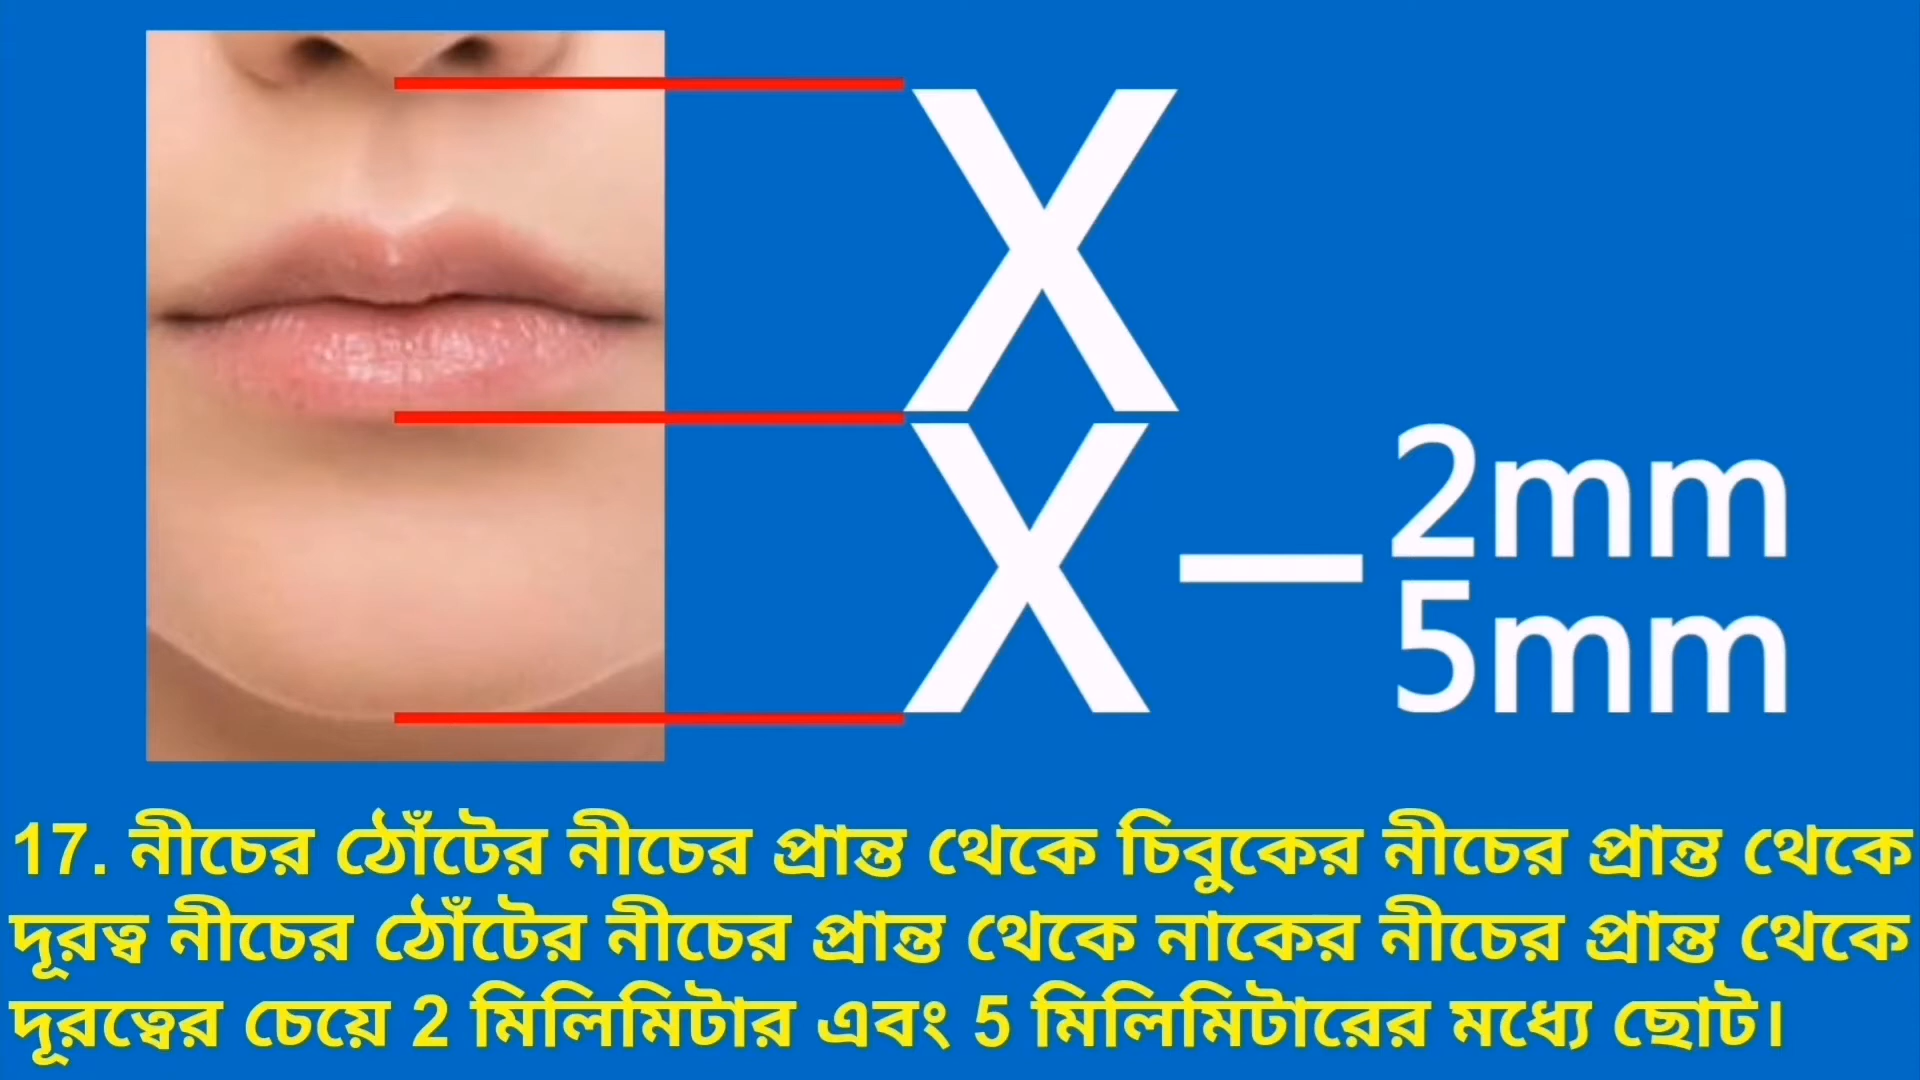 X
X – 2mm
5mm
17. নীচের ঠোঁটের নীচের প্রান্ত থেকে চিবুকের নীচের প্রান্ত থেকে
দূরত্ব নীচের ঠোঁটের নীচের প্রান্ত থেকে নাকের নীচের প্রান্ত থেকে
দূরত্বের চেয়ে 2 মিলিমিটার এবং 5 মিলিমিটারের মধ্যে ছোট।